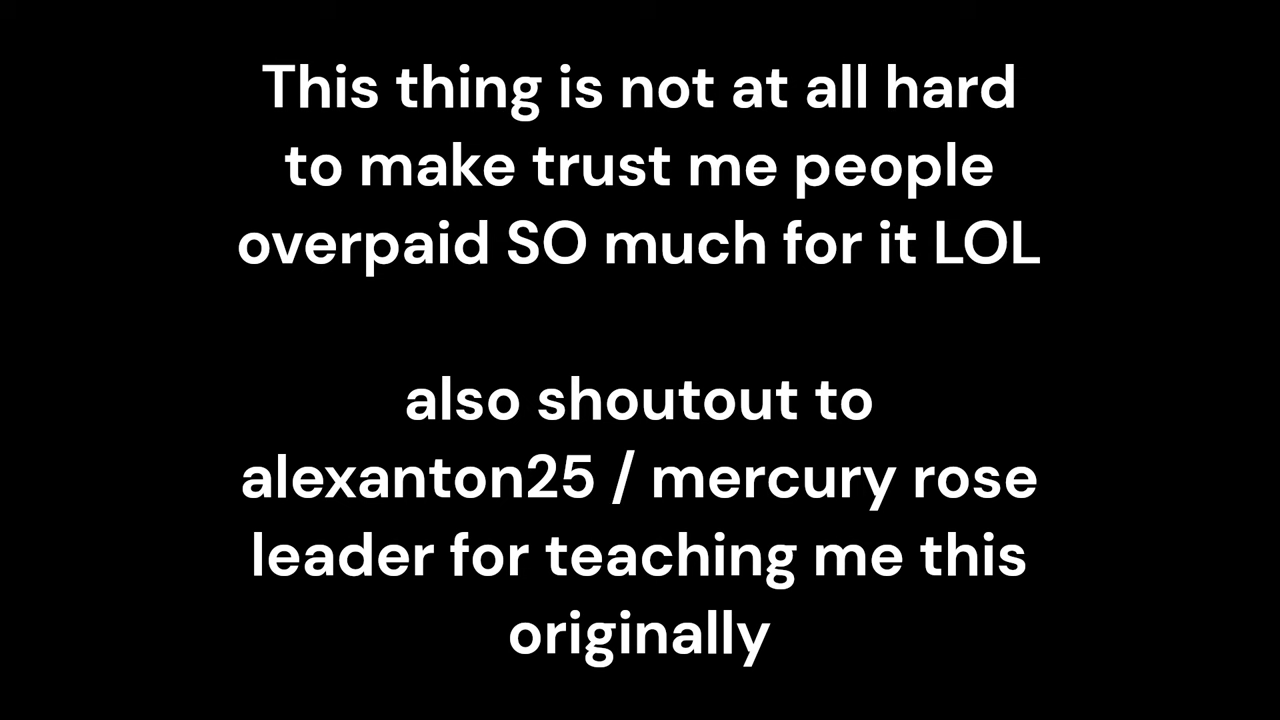 This thing is not at all hard
to make trust me people
overpaid SO much for it LOL
also shoutout to
alexanton25 / mercury rose
leader for teaching me this
originally